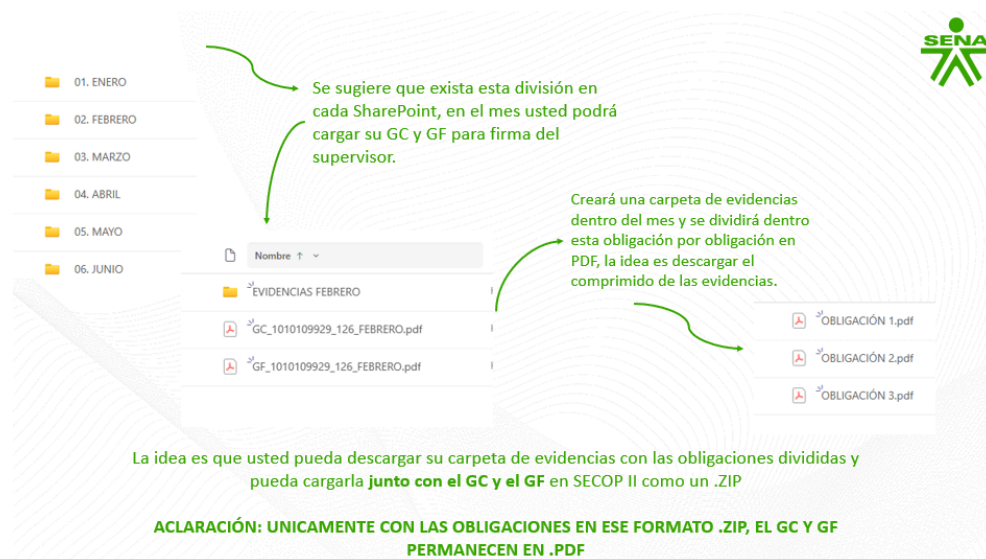 SENA
01. ENERO
02. FEBRERO
03. MARZO
04. ABRIL
05. MAYO
06. JUNIO
Se sugiere que exista esta división en
cada SharePoint, en el mes usted podrá
cargar su GC y GF para firma del
supervisor.
Nombre
EVIDENCIAS FEBRERO
GC_1010109929_126_FEBRERO.pdf
GF_1010109929_126_FEBRERO.pdf
Creará una carpeta de evidencias
dentro del mes y se dividirá dentro
esta obligación por obligación en
PDF, la idea es descargar el
comprimido de las evidencias.
OBLIGACIÓN 1.pdf
OBLIGACIÓN 2.pdf
OBLIGACIÓN 3.pdf
La idea es que usted pueda descargar su carpeta de evidencias con las obligaciones divididas y
pueda cargarla junto con el GC y el GF en SECOP II como un .ZIP
ACLARACIÓN: UNICAMENTE CON LAS OBLIGACIONES EN ESE FORMATO .ZIP, EL GC Y GF
PERMANECEN EN .PDF